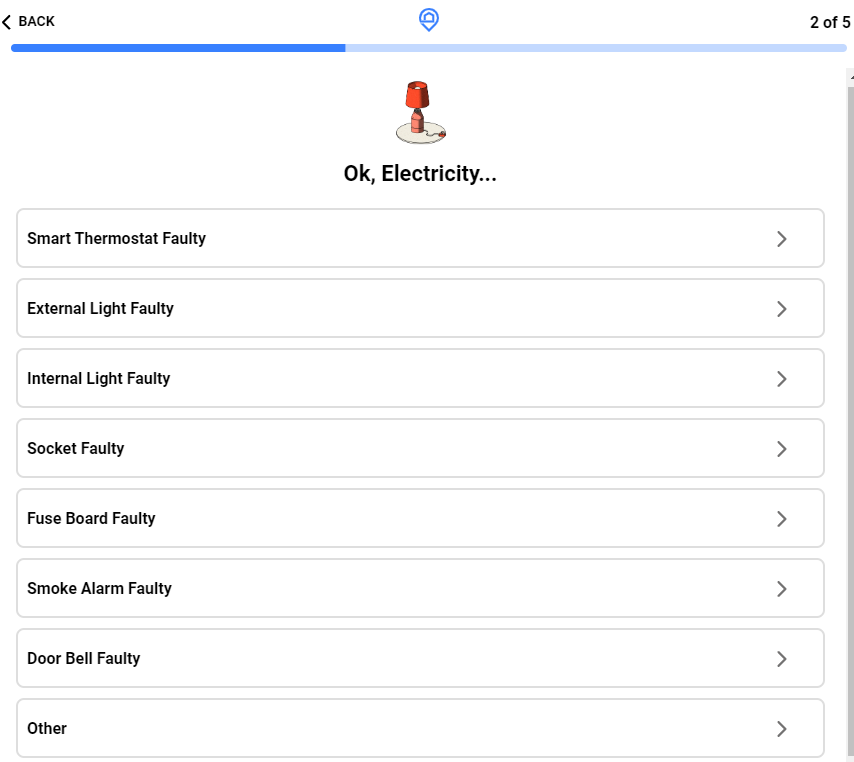 BACK
2 of 5
Ok, Electricity...
Smart Thermostat Faulty
External Light Faulty
Internal Light Faulty
Socket Faulty
Fuse Board Faulty
Smoke Alarm Faulty
Door Bell Faulty
Other